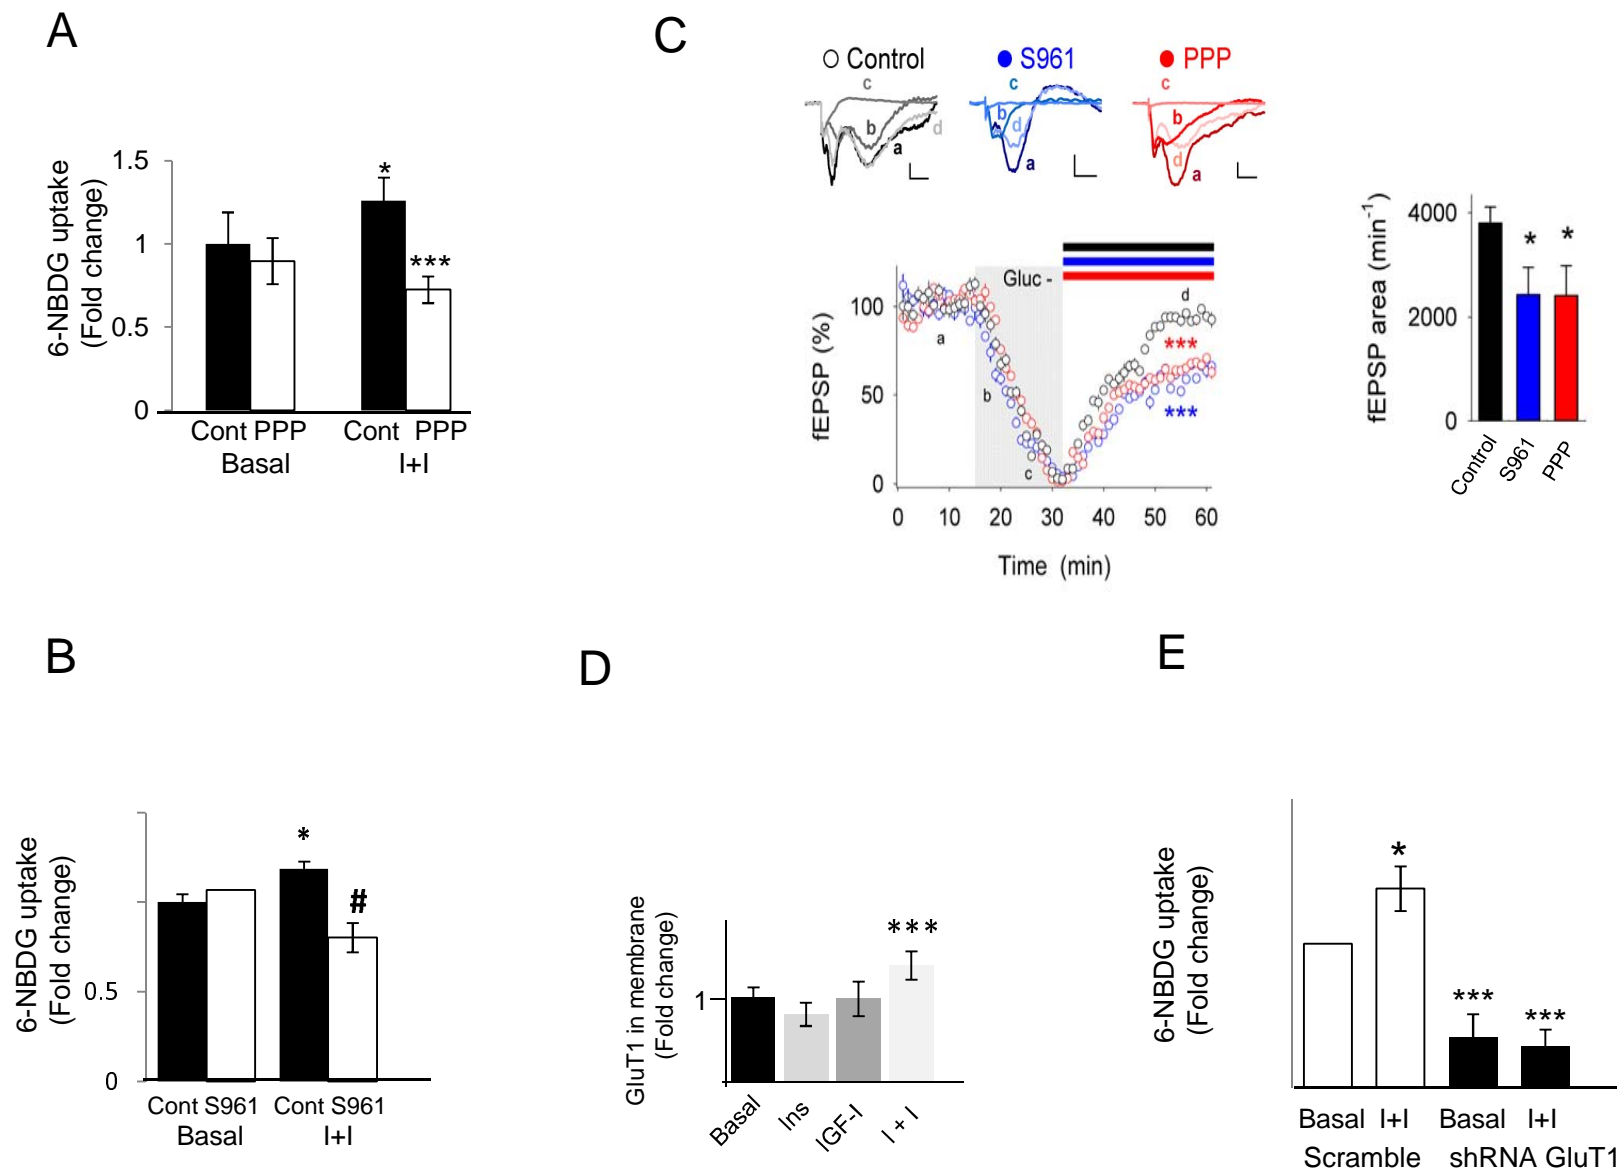 A
6-NBDG uptake
(Fold change)
1.5
1
0.5
0
*
***
Cont PPP
Cont PPP
Basal
I+I
C
Control
S961
PPP
c
b
d
a
c
b
d
a
c
b
d
a
fEPSP (%)
100
50
0
Gluc -
a
b
c
d
***
***
0 10 20 30 40 50 60
Time (min)
fEPSP area (min⁻¹)
4000
2000
0
*
*
Control
S961
PPP
B
6-NBDG uptake
(Fold change)
0.5
0
*
#
Cont S961
Cont S961
Basal
I+I
D
GluT1 in membrane
(Fold change)
1
***
Basal
Ins
IGF-I
I + I
E
6-NBDG uptake
(Fold change)
*
***
***
Basal I+I
Basal I+I
Scramble
shRNA GluT1